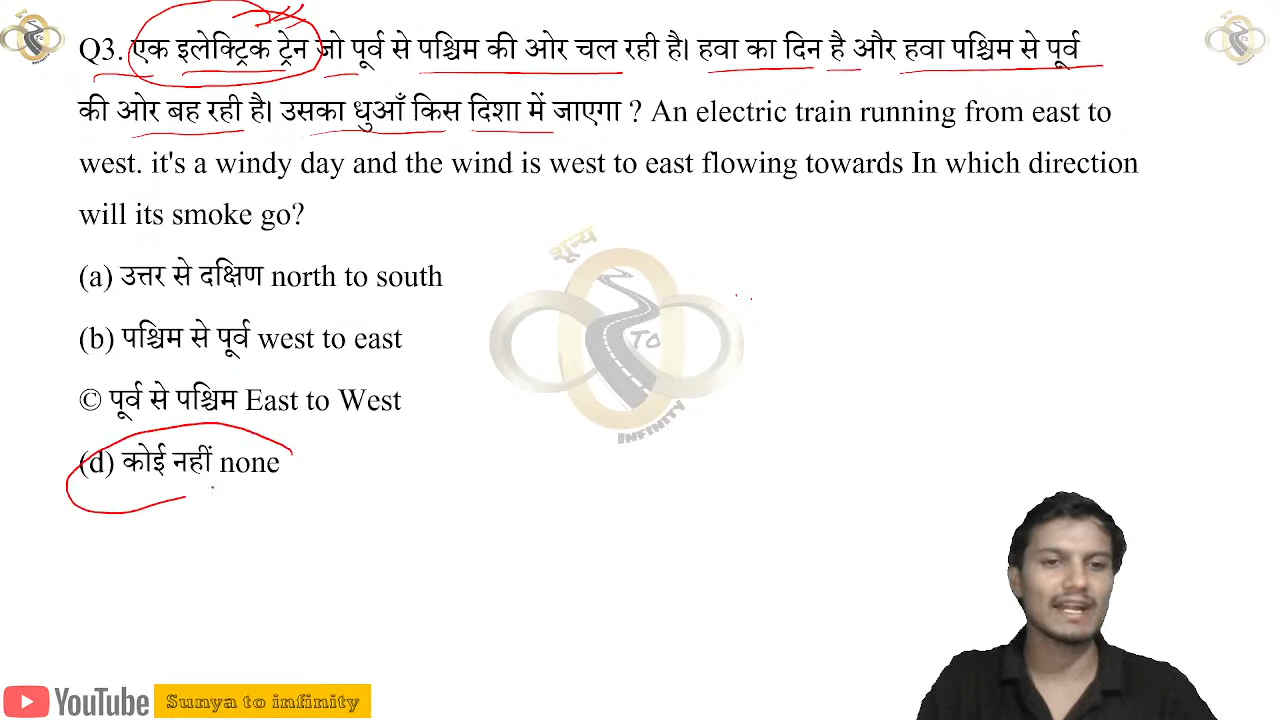 शून्य
INFINITY
Q3. एक इलेक्ट्रिक ट्रेन जो पूर्व से पश्चिम की ओर चल रही है। हवा का दिन है और हवा पश्चिम से पूर्व
की ओर बह रही है। उसका धुआँ किस दिशा में जाएगा ? An electric train running from east to
west. it's a windy day and the wind is west to east flowing towards In which direction
will its smoke go?
(a) उत्तर से दक्षिण north to south
(b) पश्चिम से पूर्व west to east
© पूर्व से पश्चिम East to West
(d) कोई नहीं none
शून्य
TO
INFINITY
YouTube Sunya to infinity